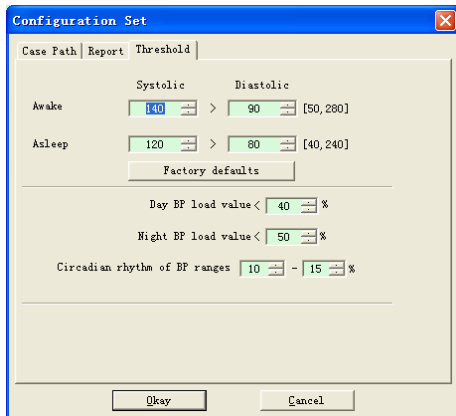 Configuration Set
Case Path Report Threshold
Systolic Diastolic
Awake 140 > 90 [50,280]
Asleep 120 > 80 [40,240]
Factory defaults
Day BP load value< 40 %
Night BP load value< 50 %
Circadian rhythm of BP ranges 10 - 15 %
Okay Cancel